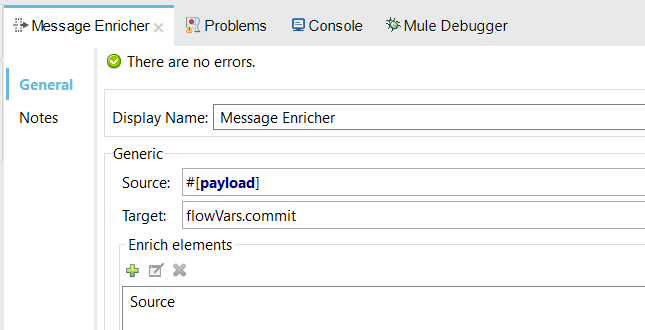 Message Enricher Problems Console Mule Debugger
There are no errors.
General
Notes
Display Name: Message Enricher
Generic
Source: #[payload]
Target: flowVars.commit
Enrich elements
Source